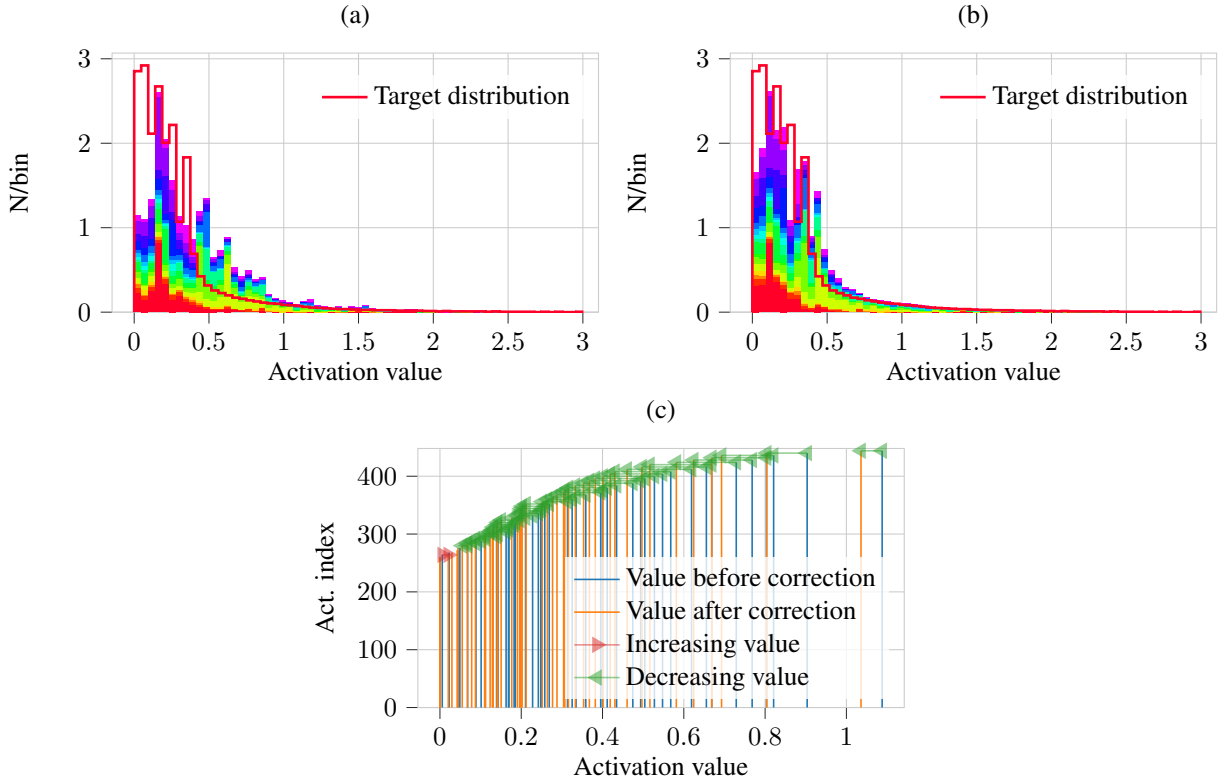 (a)
3
2
1
0
N/bin
Target distribution
0
0.5
1
1.5
2
2.5
3
Activation value
(b)
3
2
1
0
N/bin
Target distribution
0
0.5
1
1.5
2
2.5
3
Activation value
(c)
400
300
200
100
0
Act. index
Value before correction
Value after correction
Increasing value
Decreasing value
0
0.2
0.4
0.6
0.8
1
Activation value